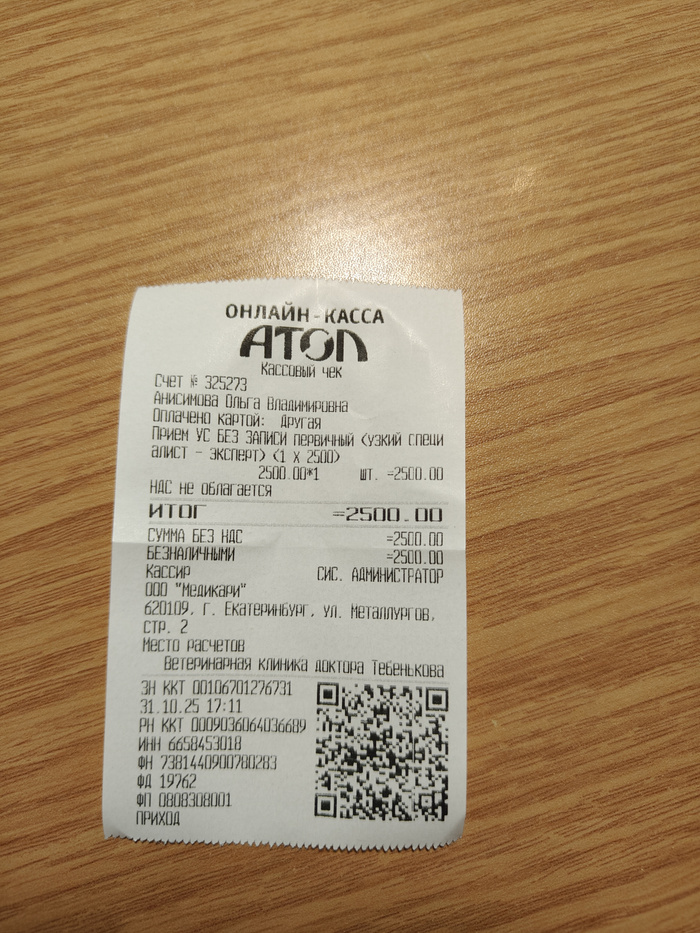 ОНЛАЙН-КАССА
АТОЛ
Кассовый чек
Счет № 325273
Анисимова Ольга Владимировна
Оплачено картой: Другая
Прием УС БЕЗ ЗАПИСИ первичный (узкий специ
алист - эксперт) (1 X 2500)
2500.00*1 шт. =2500.00
НДС не облагается
ИТОГ =2500.00
СУММА БЕЗ НДС =2500.00
БЕЗНАЛИЧНЫМИ =2500.00
Кассир СИС. АДМИНИСТРАТОР
ООО "Медикари"
620109, г. Екатеринбург, ул. Металлургов,
стр. 2
Место расчетов
Ветеринарная клиника доктора Тебенькова
ЗН ККТ 00106701276731
31.10.25 17:11
РН ККТ 0009036064036689
ИНН 6658453018
ФН 7381440900780283
ФД 19762
ФП 0808308001
ПРИХОД